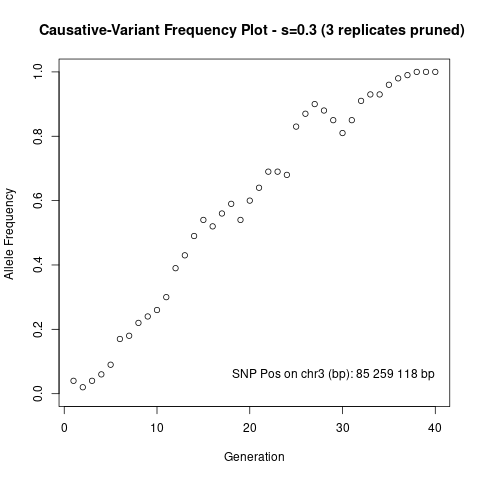 Causative-Variant Frequency Plot - s=0.3 (3 replicates pruned)
1.0
0.8
0.6
0.4
0.2
0.0
Allele Frequency
SNP Pos on chr3 (bp): 85 259 118 bp
0 10 20 30 40
Generation